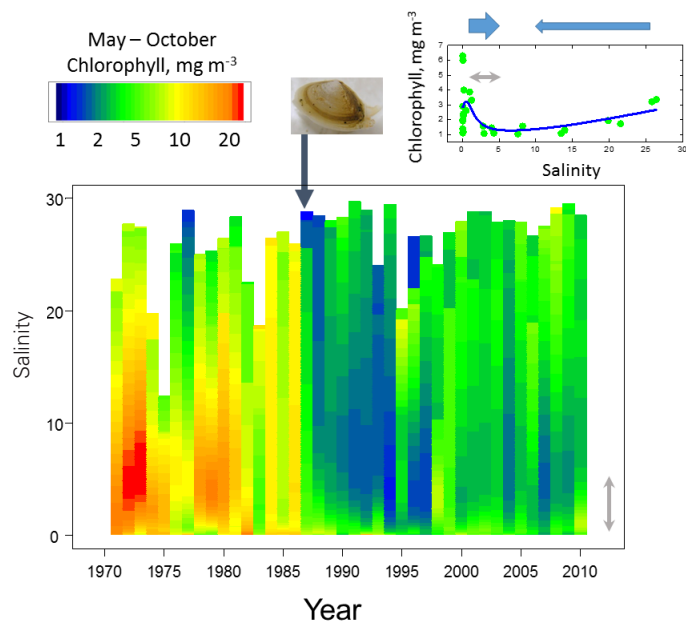 May – October
Chlorophyll, mg m-3
1 2 5 10 20
Chlorophyll, mg m-3
7
6
5
4
3
2
1
0 5 10 15 20 25 30
Salinity
Salinity
30
20
10
0
1970 1975 1980 1985 1990 1995 2000 2005 2010
Year